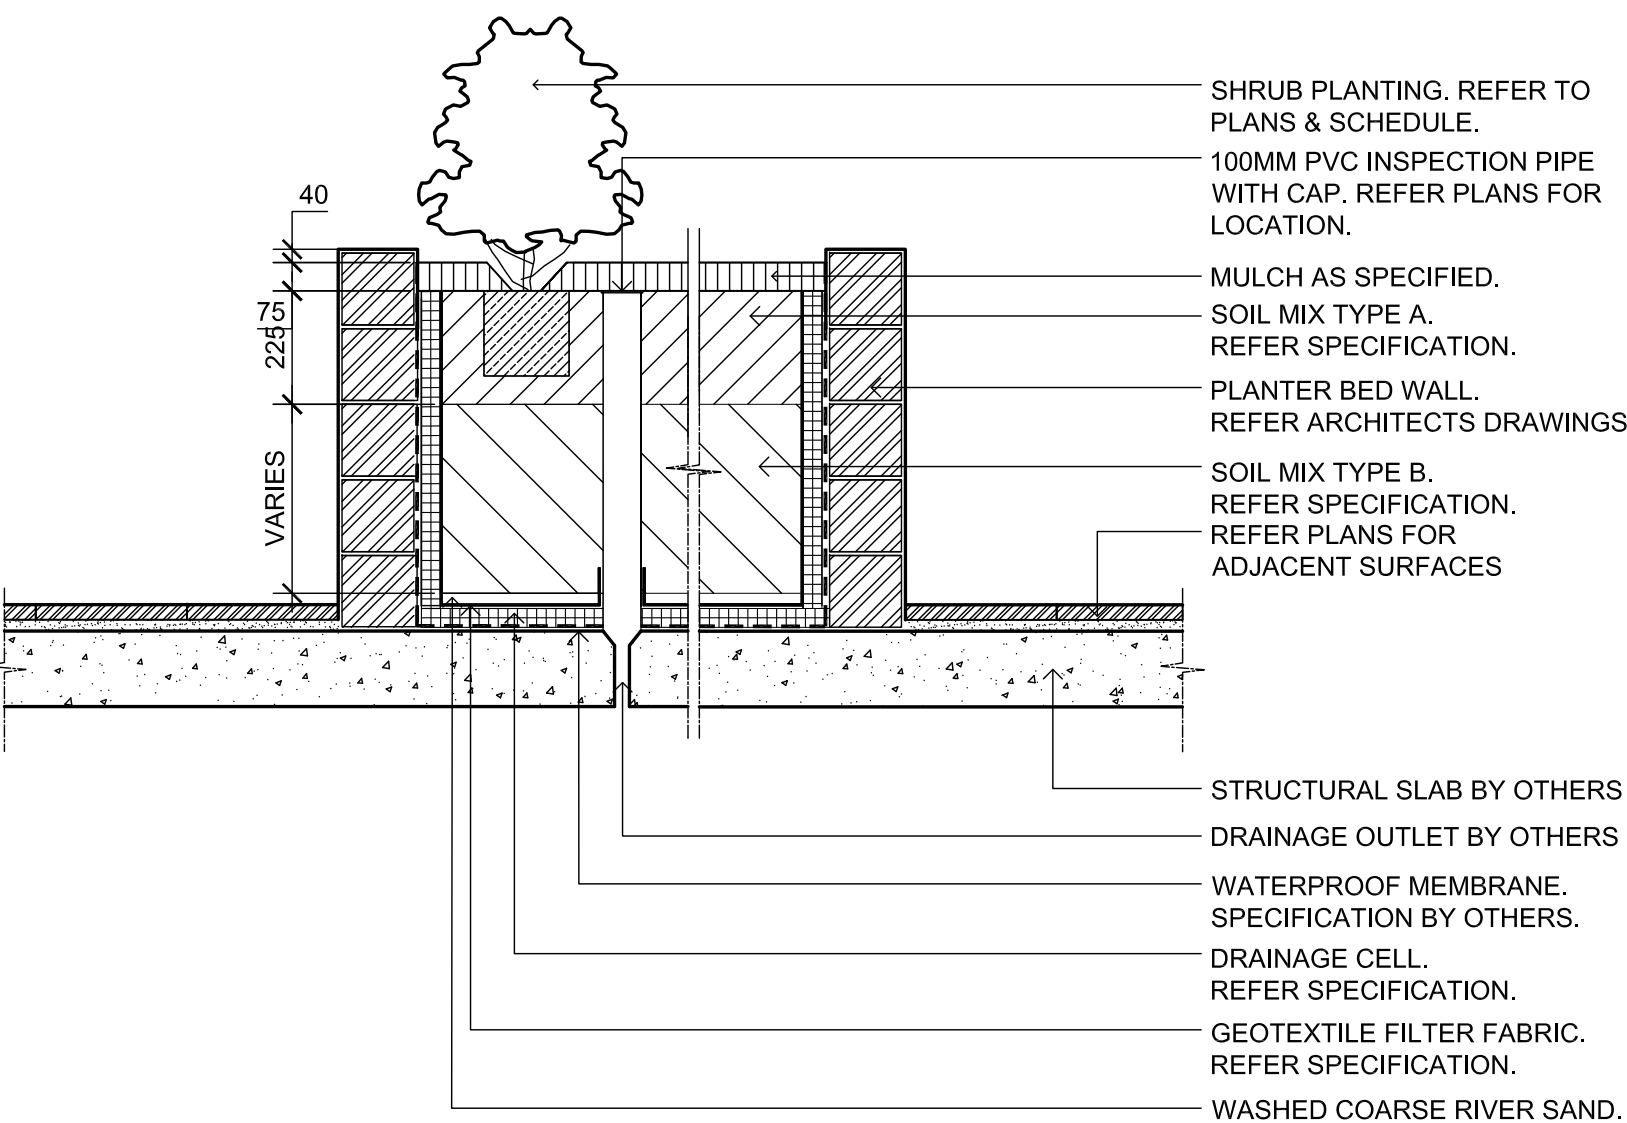 SHRUB PLANTING. REFER TO
PLANS & SCHEDULE.
100MM PVC INSPECTION PIPE
WITH CAP. REFER PLANS FOR
LOCATION.
40
MULCH AS SPECIFIED.
75
225
SOIL MIX TYPE A.
REFER SPECIFICATION.
PLANTER BED WALL.
REFER ARCHITECTS DRAWINGS
VARIES
SOIL MIX TYPE B.
REFER SPECIFICATION.
REFER PLANS FOR
ADJACENT SURFACES
STRUCTURAL SLAB BY OTHERS
DRAINAGE OUTLET BY OTHERS
WATERPROOF MEMBRANE.
SPECIFICATION BY OTHERS.
DRAINAGE CELL.
REFER SPECIFICATION.
GEOTEXTILE FILTER FABRIC.
REFER SPECIFICATION.
WASHED COARSE RIVER SAND.